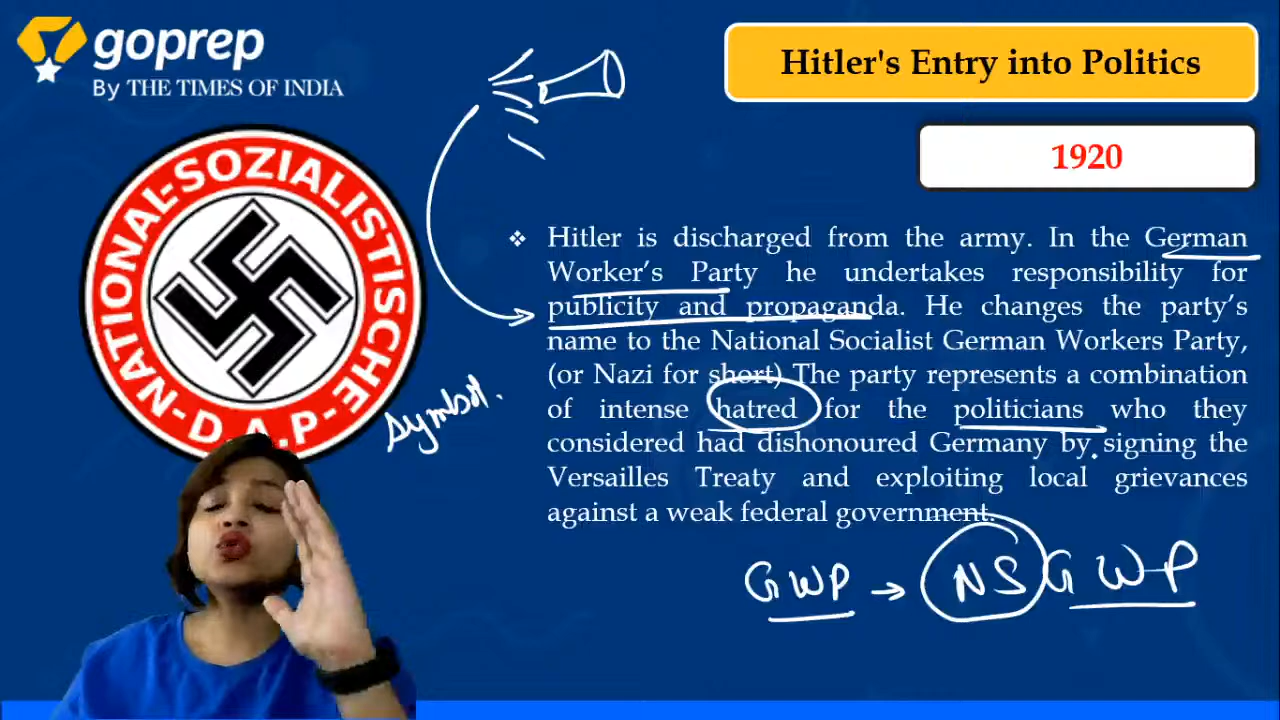 goprep
By THE TIMES OF INDIA
Hitler's Entry into Politics
1920
NATIONAL-SOZIALISTISCHE-D.A.P-
symbol.
❖ Hitler is discharged from the army. In the German
Worker's Party he undertakes responsibility for
publicity and propaganda. He changes the party's
name to the National Socialist German Workers Party,
(or Nazi for short) The party represents a combination
of intense hatred for the politicians who they
considered had dishonoured Germany by signing the
Versailles Treaty and exploiting local grievances
against a weak federal government.
GWP → NSGWP